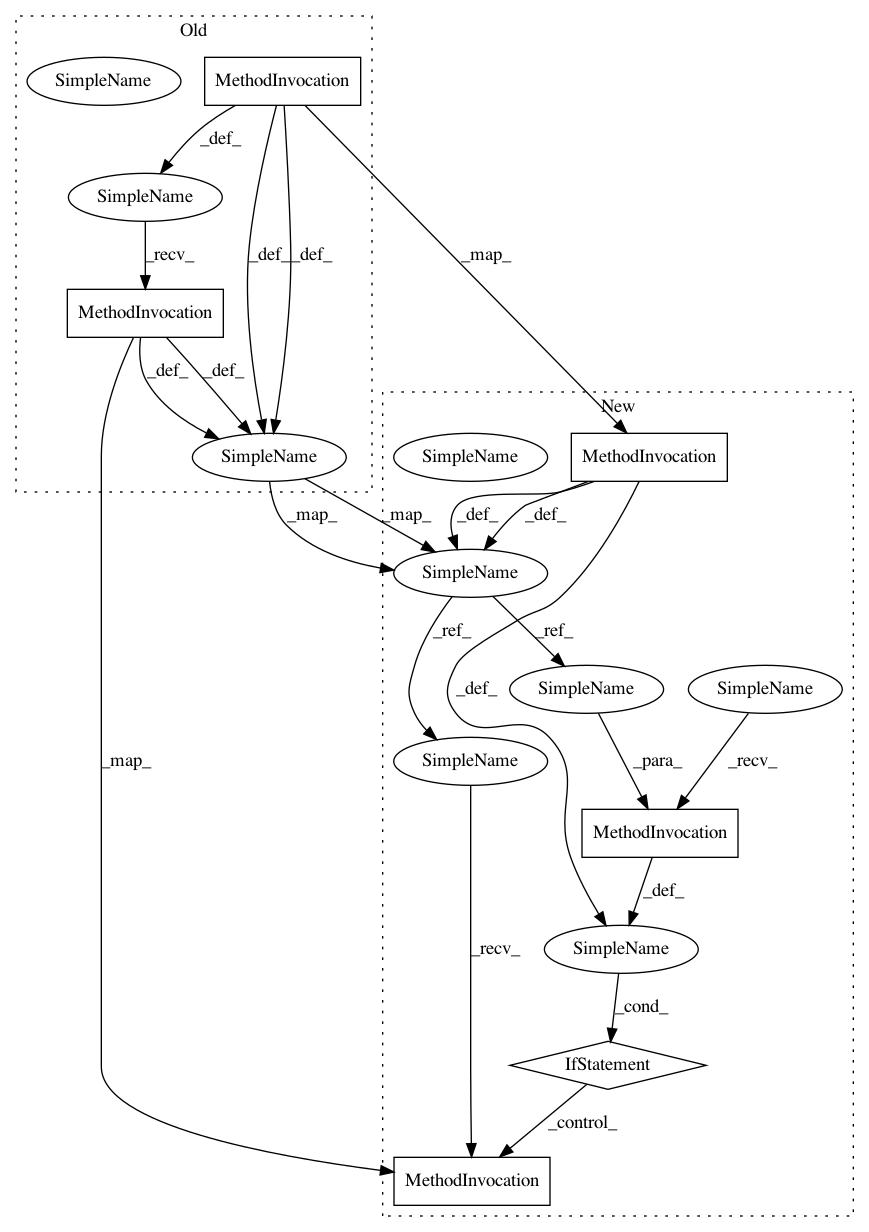 Old
SimpleName
MethodInvocation
_def_
SimpleName
_recv_
_def_
_def_
_map_
MethodInvocation
_def_
_def_
New
SimpleName
SimpleName
MethodInvocation
_map_
_map_
_def_
_def_
SimpleName
_ref_
_ref_
_def_
SimpleName
SimpleName
SimpleName
_map_
_para_
_recv_
MethodInvocation
_def_
_recv_
SimpleName
_cond_
IfStatement
_control_
MethodInvocation